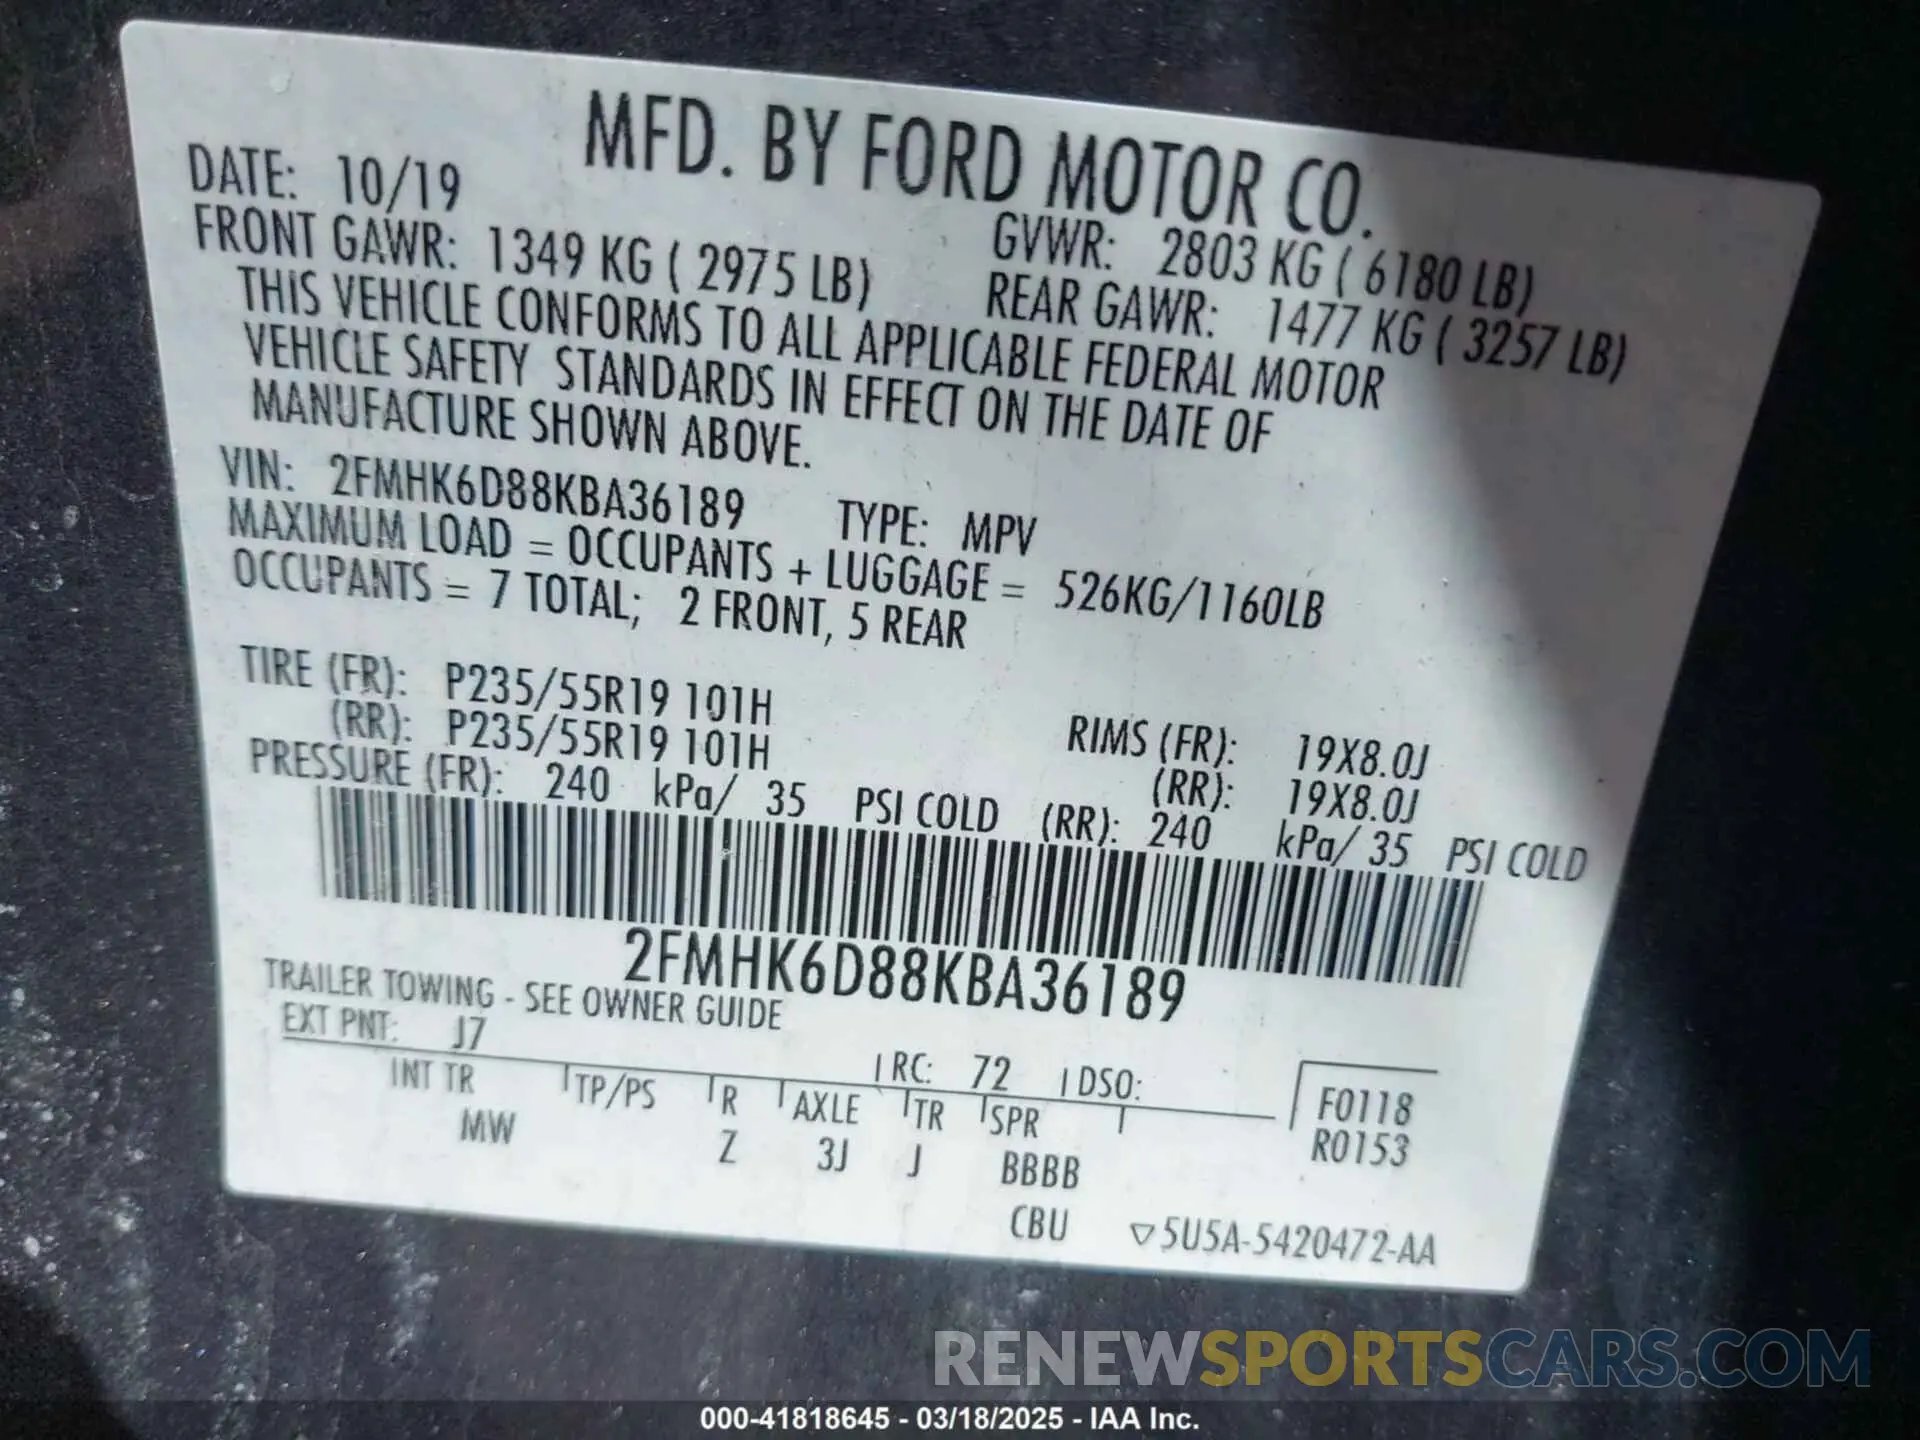 MFD. BY FORD MOTOR CO.
DATE: 10/19
GVWR: 2803 KG ( 6180 LB)
FRONT GAWR: 1349 KG ( 2975 LB)
REAR GAWR: 1477 KG ( 3257 LB)
THIS VEHICLE CONFORMS TO ALL APPLICABLE FEDERAL MOTOR
VEHICLE SAFETY STANDARDS IN EFFECT ON THE DATE OF
MANUFACTURE SHOWN ABOVE.
VIN: 2FMHK6D88KBA36189 TYPE: MPV
MAXIMUM LOAD = OCCUPANTS + LUGGAGE = 526KG/1160LB
OCCUPANTS = 7 TOTAL; 2 FRONT, 5 REAR
TIRE (FR): P235/55R19 101H RIMS (FR): 19X8.0J
(RR): P235/55R19 101H (RR): 19X8.0J
PRESSURE (FR): 240 kPa/ 35 PSI COLD (RR): 240 kPa/ 35 PSI COLD
2FMHK6D88KBA36189
TRAILER TOWING - SEE OWNER GUIDE
EXT PNT: J7 RC: 72 DSO:
INT TR TP/PS R AXLE TR SPR
MW Z 3J J BBBB
F0118
R0153
CBU ▽5U5A-5420472-AA
RENEWSPORTSCARS.COM
000-41818645 - 03/18/2025 - IAA Inc.